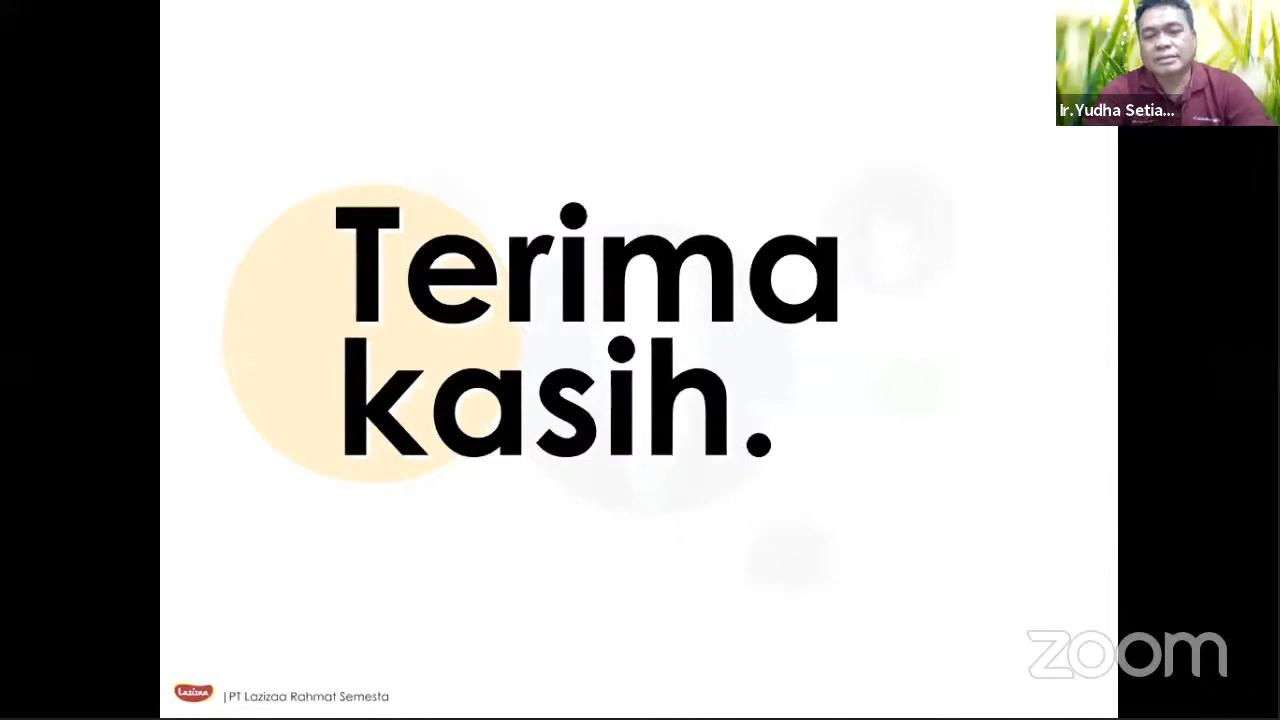 Ir.Yudha Setia...
Terima
kasih.
Lazizaa
|PT Lazizaa Rahmat Semesta
zoom